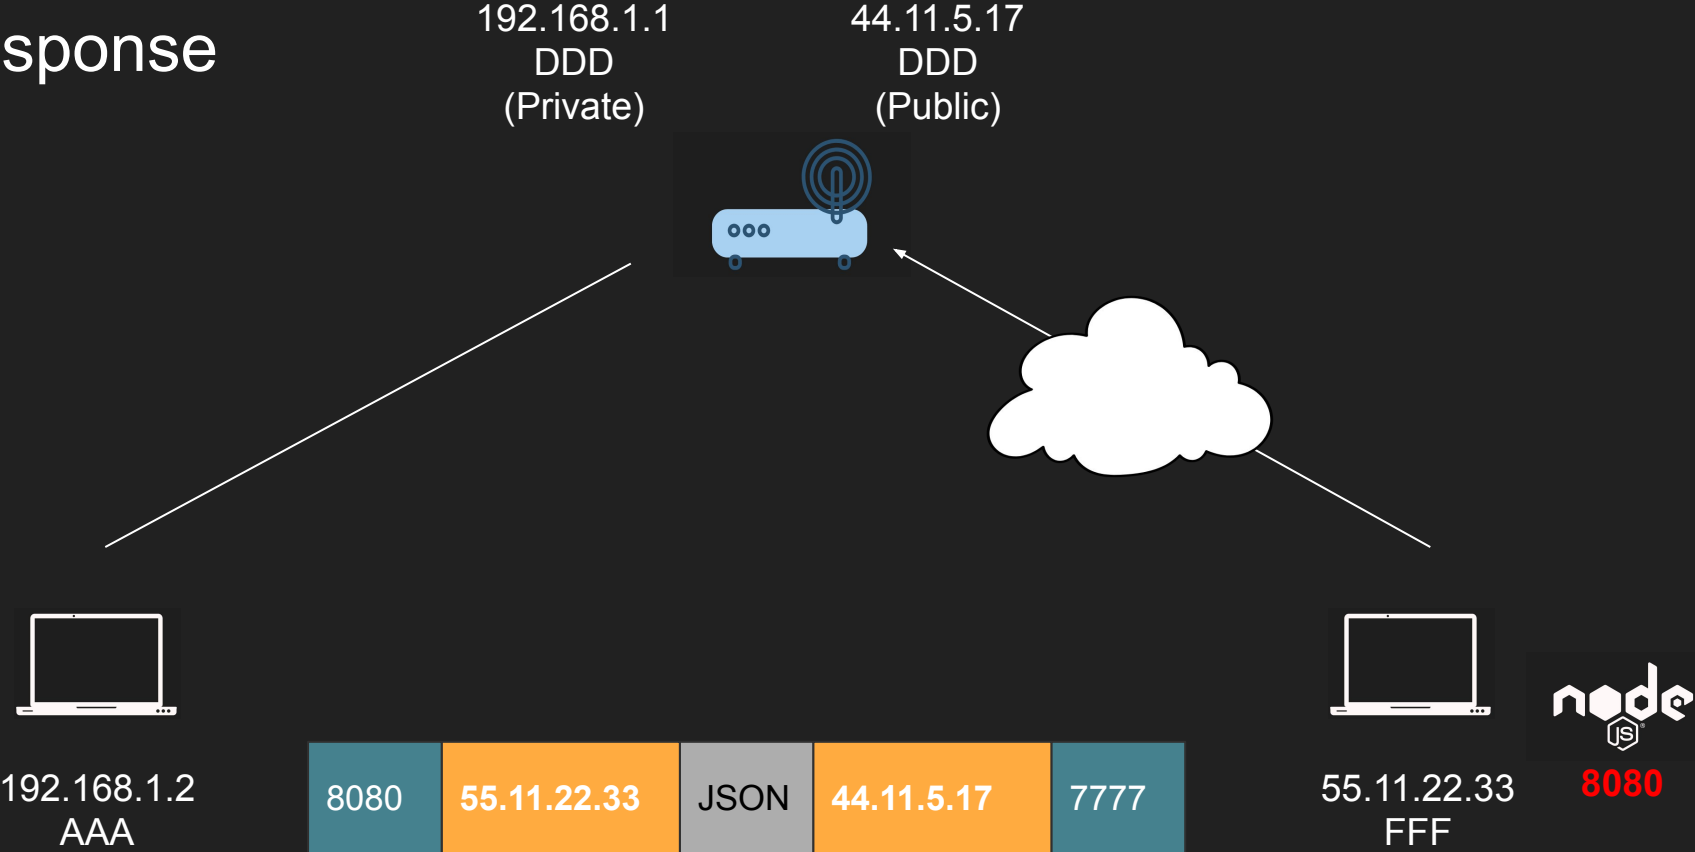 sponse
192.168.1.1
DDD
(Private)
44.11.5.17
DDD
(Public)
192.168.1.2
AAA
8080 55.11.22.33 JSON 44.11.5.17 7777
55.11.22.33
FFF
node
JS
8080